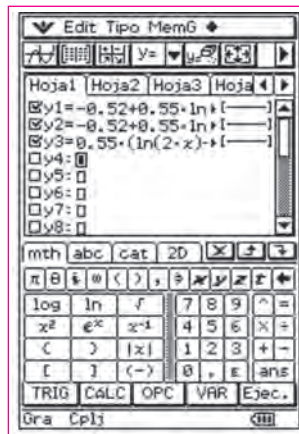 Edit Tipo MemG
y=
Hoja1 Hoja2 Hoja3 Hoja
y1=-0.52+0.55·ln
y2=-0.52+0.55·ln
y3=0.55·(ln(2·x)-
y4:
y5:
y6:
y7:
y8:
mth abc cat 2D
π θ i ∞ ( ) , ⇒ x y z t
log ln √ 7 8 9 ^ =
x² eˣ x⁻¹ 4 5 6 × ÷
( ) |x| 1 2 3 + −
[ ] (-) 0 . E ans
TRIG CALC OPC VAR Ejec.
Gra Cplj